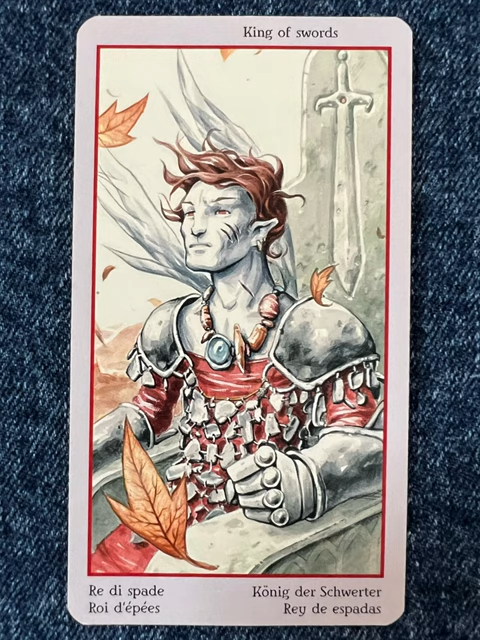 King of swords
Re di spade
König der Schwerter
Roi d'épées
Rey de espadas